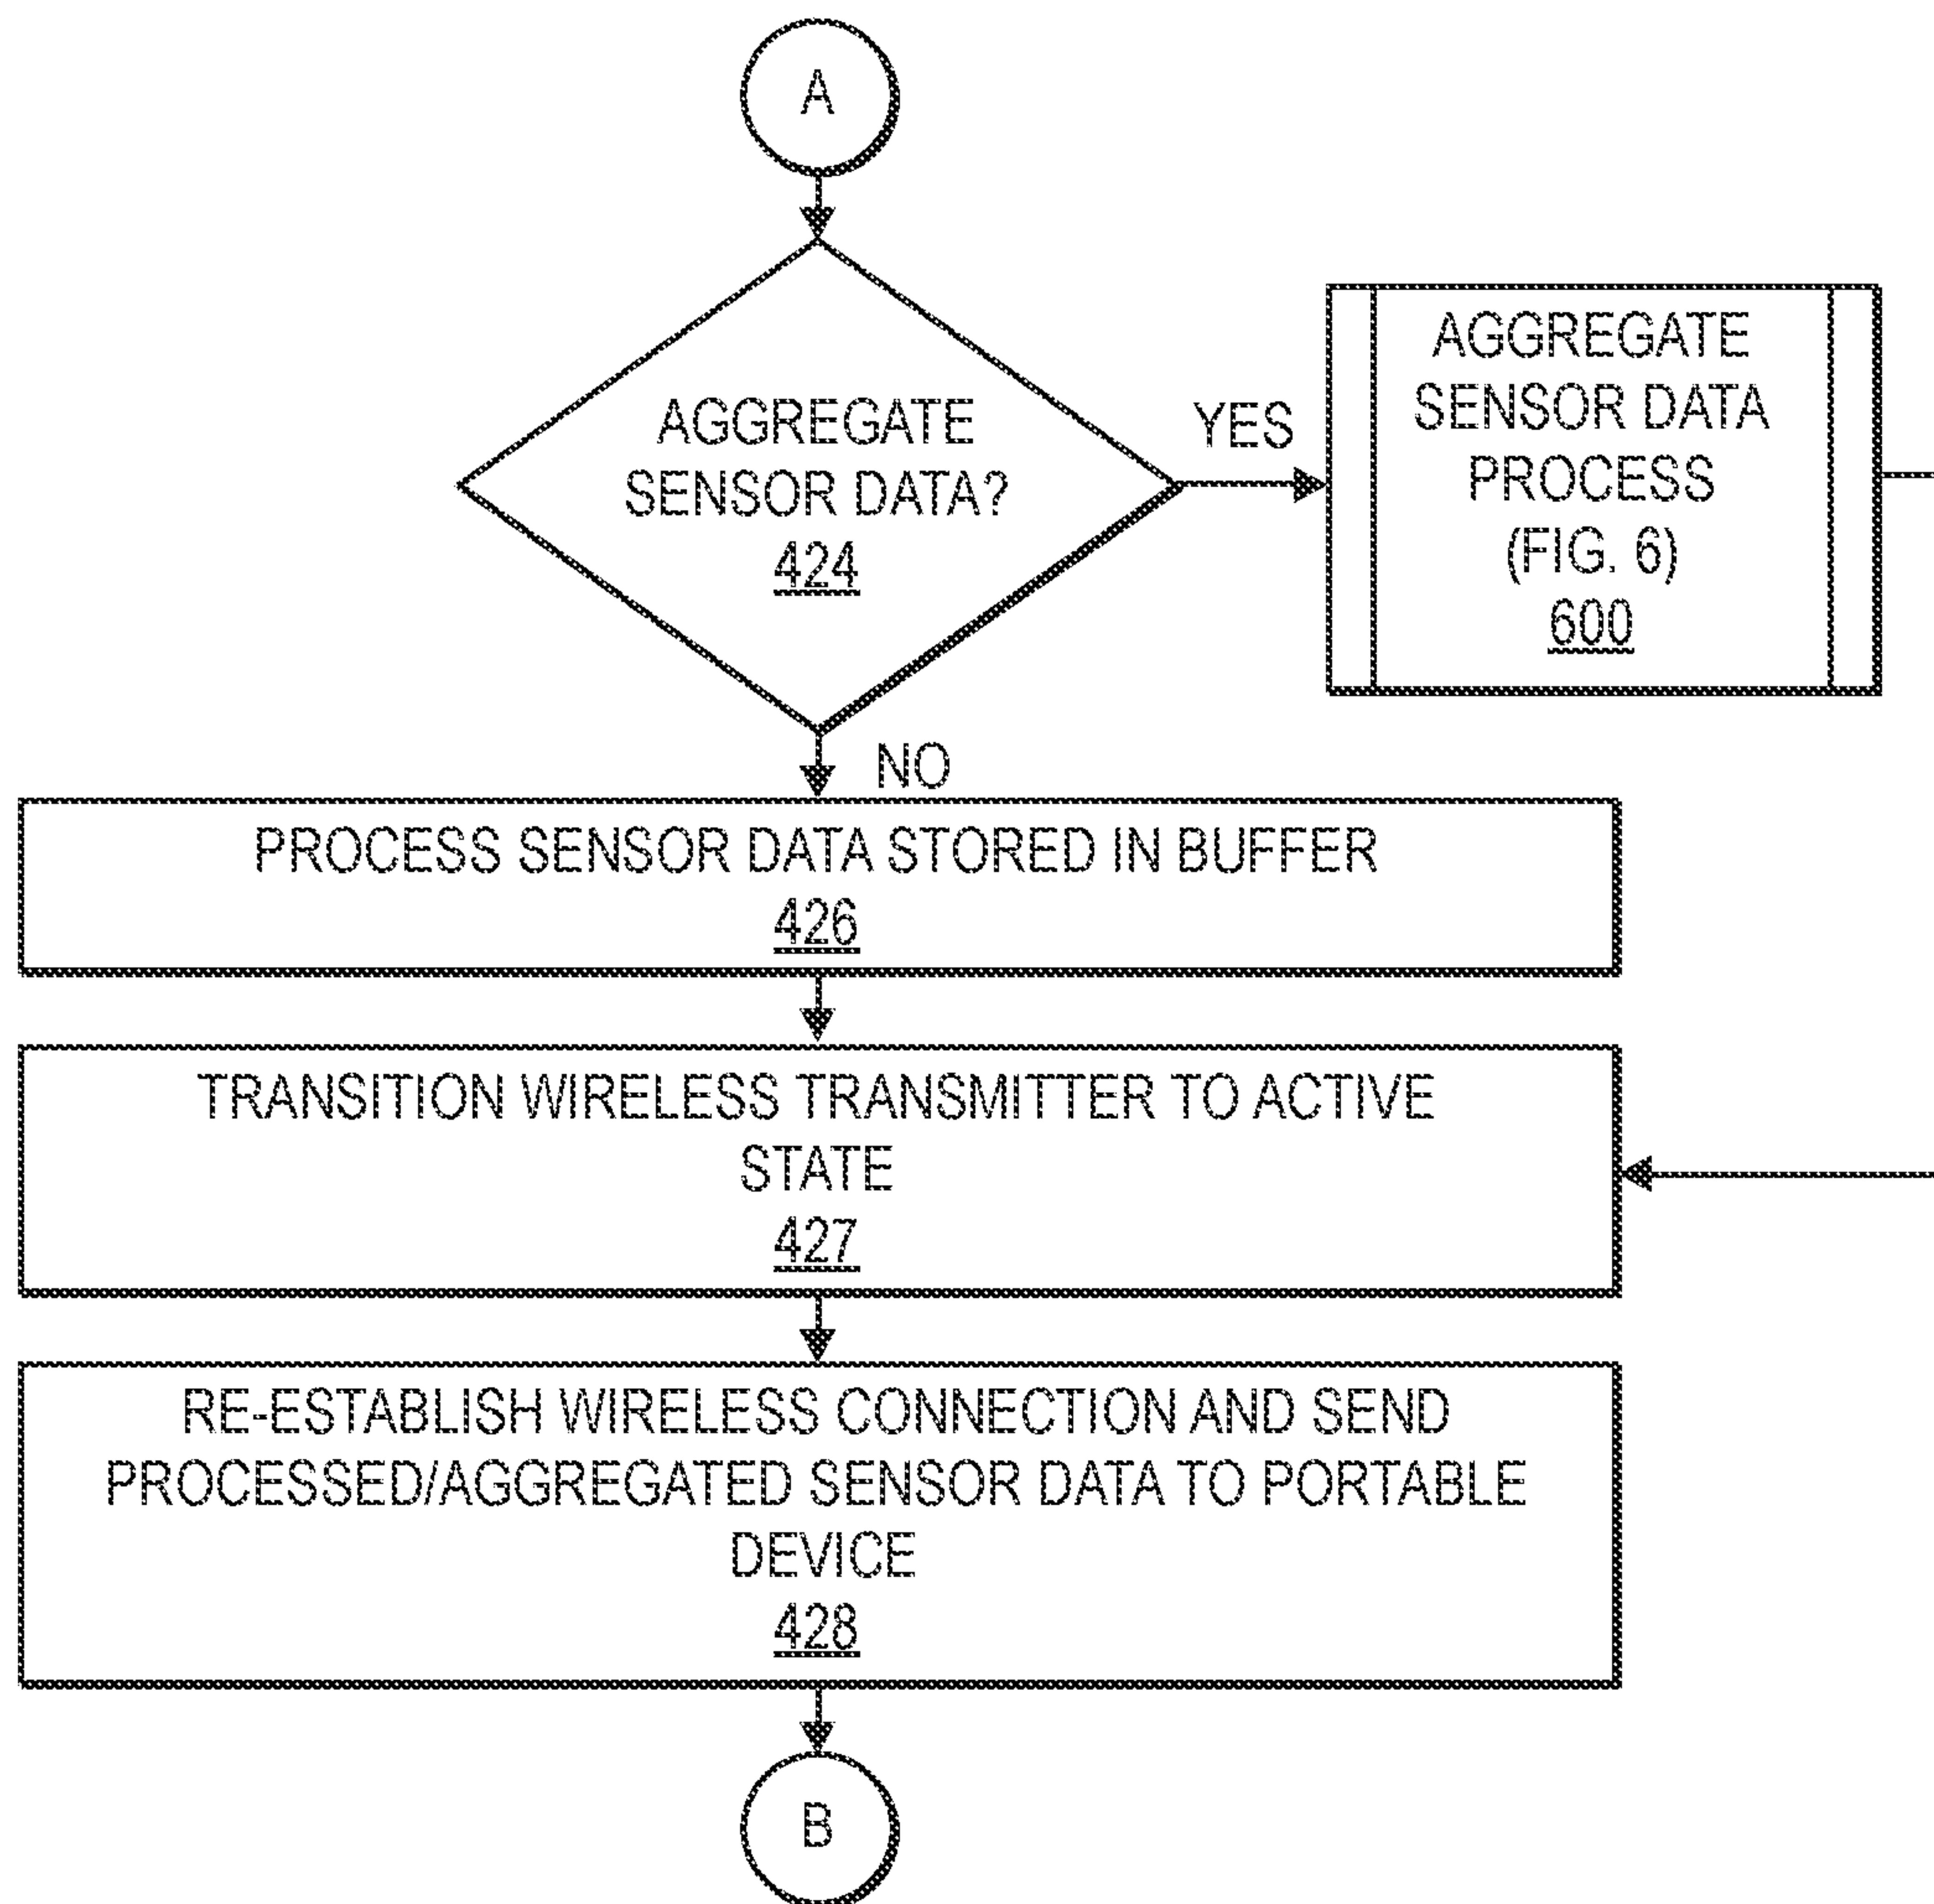 A
AGGREGATE
SENSOR DATA?
424
YES
AGGREGATE
SENSOR DATA
PROCESS
(FIG. 6)
600
NO
PROCESS SENSOR DATA STORED IN BUFFER
426
TRANSITION WIRELESS TRANSMITTER TO ACTIVE
STATE
427
RE-ESTABLISH WIRELESS CONNECTION AND SEND
PROCESSED/AGGREGATED SENSOR DATA TO PORTABLE
DEVICE
428
B